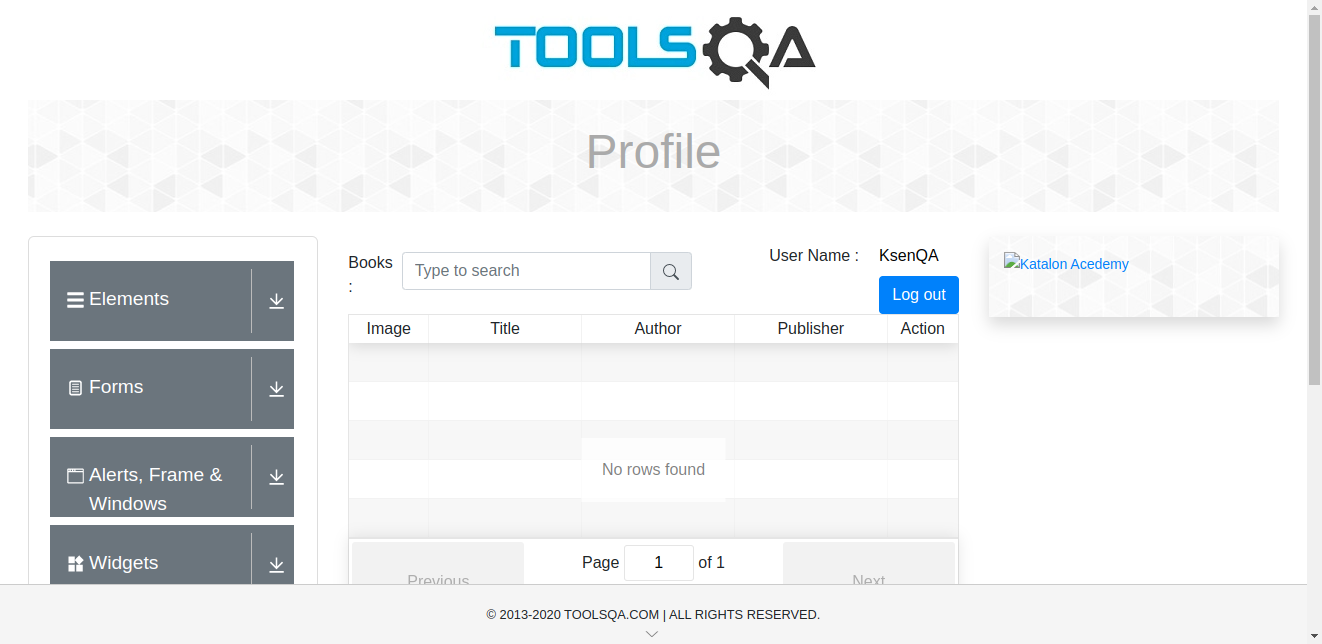 TOOLSQA
Profile
Elements
Forms
Alerts, Frame &
Windows
Widgets
Books
:
Type to search
User Name :
KsenQA
Log out
Image Title Author Publisher Action
No rows found
Previous
Page 1 of 1
Next
Katalon Acedemy
© 2013-2020 TOOLSQA.COM | ALL RIGHTS RESERVED.